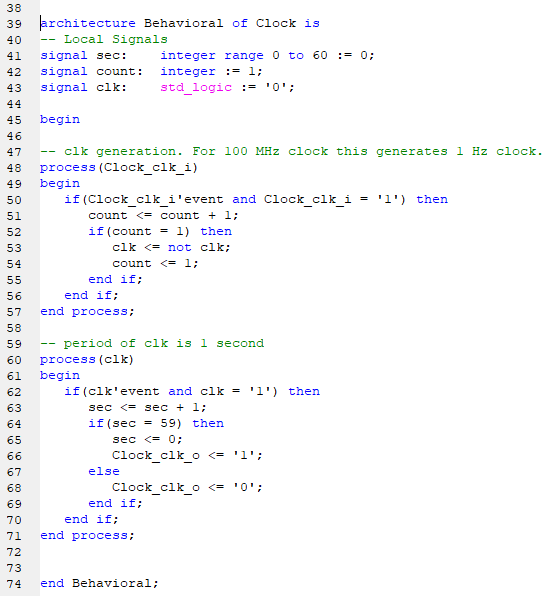 38
39 architecture Behavioral of Clock is
40 -- Local Signals
41 signal sec:    integer range 0 to 60 := 0;
42 signal count:  integer := 1;
43 signal clk:    std_logic := '0';
44
45 begin
46
47 -- clk generation. For 100 MHz clock this generates 1 Hz clock.
48 process(Clock_clk_i)
49 begin
50    if(Clock_clk_i'event and Clock_clk_i = '1') then
51       count <= count + 1;
52       if(count = 1) then
53          clk <= not clk;
54          count <= 1;
55       end if;
56    end if;
57 end process;
58
59 -- period of clk is 1 second
60 process(clk)
61 begin
62    if(clk'event and clk = '1') then
63       sec <= sec + 1;
64       if(sec = 59) then
65          sec <= 0;
66          Clock_clk_o <= '1';
67       else
68          Clock_clk_o <= '0';
69       end if;
70    end if;
71 end process;
72
73
74 end Behavioral;